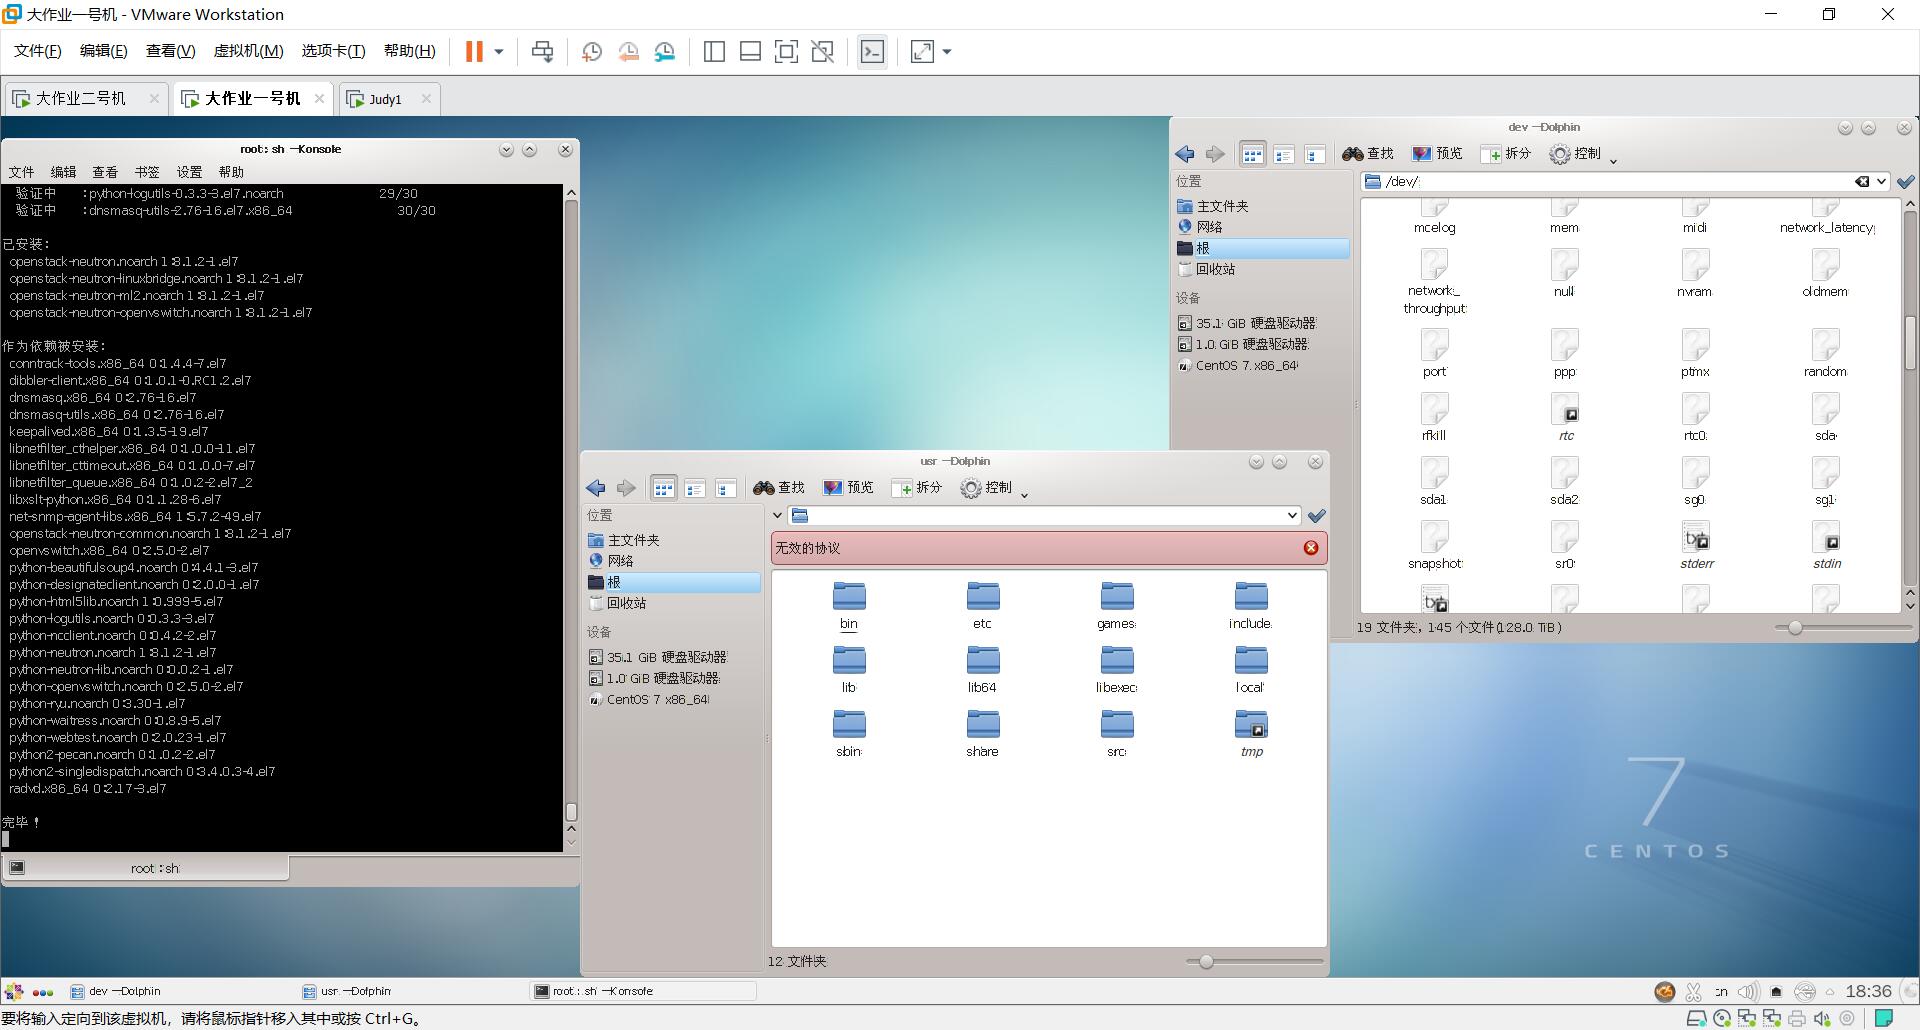 大作业一号机 - VMware Workstation
文件(F) 编辑(E) 查看(V) 虚拟机(M) 选项卡(T) 帮助(H)
大作业二号机 大作业一号机 Judy1
root : sh — Konsole
文件 编辑 查看 书签 设置 帮助
验证中 : python-logutils-0.3.3-3.el7.noarch 29/30
验证中 : dnsmasq-utils-2.76-16.el7.x86_64 30/30
已安装:
openstack-neutron.noarch 1:8.1.2-1.el7
openstack-neutron-linuxbridge.noarch 1:8.1.2-1.el7
openstack-neutron-ml2.noarch 1:8.1.2-1.el7
openstack-neutron-openvswitch.noarch 1:8.1.2-1.el7
作为依赖被安装:
conntrack-tools.x86_64 0:1.4.4-7.el7
dibbler-client.x86_64 0:1.0.1-0.RC1.2.el7
dnsmasq.x86_64 0:2.76-16.el7
dnsmasq-utils.x86_64 0:2.76-16.el7
keepalived.x86_64 0:1.3.5-19.el7
libnetfilter_cthelper.x86_64 0:1.0.0-11.el7
libnetfilter_cttimeout.x86_64 0:1.0.0-7.el7
libnetfilter_queue.x86_64 0:1.0.2-2.el7_2
libxslt-python.x86_64 0:1.1.28-6.el7
net-snmp-agent-libs.x86_64 1:5.7.2-49.el7
openstack-neutron-common.noarch 1:8.1.2-1.el7
openvswitch.x86_64 0:2.5.0-2.el7
python-beautifulsoup4.noarch 0:4.4.1-3.el7
python-designateclient.noarch 0:2.0.0-1.el7
python-html5lib.noarch 1:0.999-5.el7
python-logutils.noarch 0:0.3.3-3.el7
python-ncclient.noarch 0:0.4.2-2.el7
python-neutron.noarch 1:8.1.2-1.el7
python-neutron-lib.noarch 0:0.0.2-1.el7
python-openvswitch.noarch 0:2.5.0-2.el7
python-ryu.noarch 0:3.30-1.el7
python-waitress.noarch 0:0.8.9-5.el7
python-webtest.noarch 0:2.0.23-1.el7
python2-pecan.noarch 0:1.0.2-2.el7
python2-singledispatch.noarch 0:3.4.0.3-4.el7
radvd.x86_64 0:2.17-3.el7
完毕！
root : sh
dev — Dolphin
查找 预览 拆分 控制
/dev/
位置
主文件夹
网络
根
回收站
设备
35.1 GiB 硬盘驱动器
1.0 GiB 硬盘驱动器
CentOS 7 x86_64
mcelog mem midi network_latency
network_throughput null nvram oldmem
port ppp ptmx random
rfkill rtc rtc0 sda
sda1 sda2 sg0 sg1
snapshot sr0 stderr stdin
19 文件夹, 145 个文件 (128.0 TiB)
usr — Dolphin
查找 预览 拆分 控制
无效的协议
位置
主文件夹
网络
根
回收站
设备
35.1 GiB 硬盘驱动器
1.0 GiB 硬盘驱动器
CentOS 7 x86_64
bin etc games include
lib lib64 libexec local
sbin share src tmp
12 文件夹
7
CENTOS
dev — Dolphin usr — Dolphin root : sh — Konsole
18:36
要将输入定向到该虚拟机，请将鼠标指针移入其中或按 Ctrl+G。